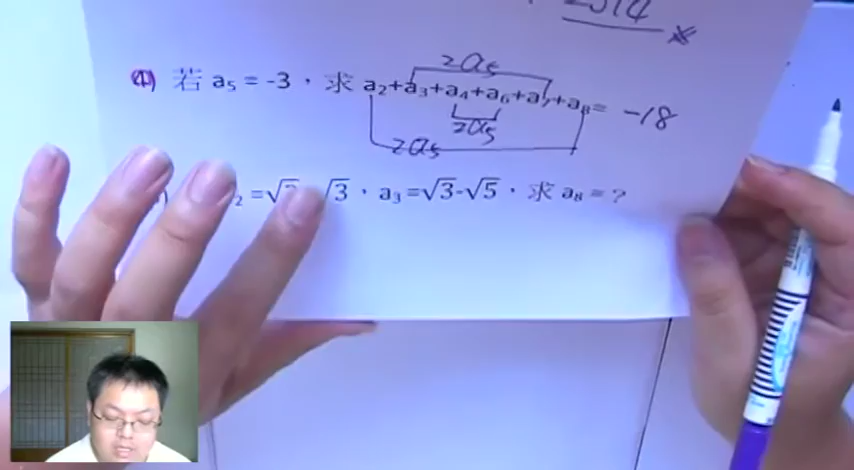 2514
(4) 若 a₅ = -3，求 a₂+a₃+a₄+a₆+a₇+a₈= -18
2a₅
2a₅
2a₅
₂ =√ √3，a₃ =√3-√5，求 a₈ = ?